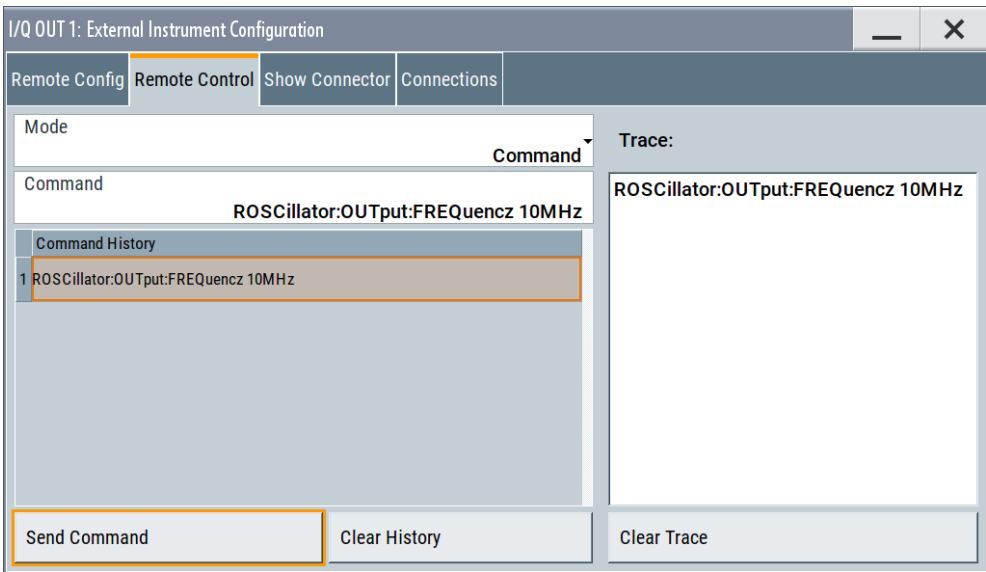 I/Q OUT 1: External Instrument Configuration
Remote Config Remote Control Show Connector Connections
Mode
Command
Command
ROSCillator:OUTput:FREQuencz 10MHz
Command History
1 ROSCillator:OUTput:FREQuencz 10MHz
Send Command
Clear History
Trace:
ROSCillator:OUTput:FREQuencz 10MHz
Clear Trace